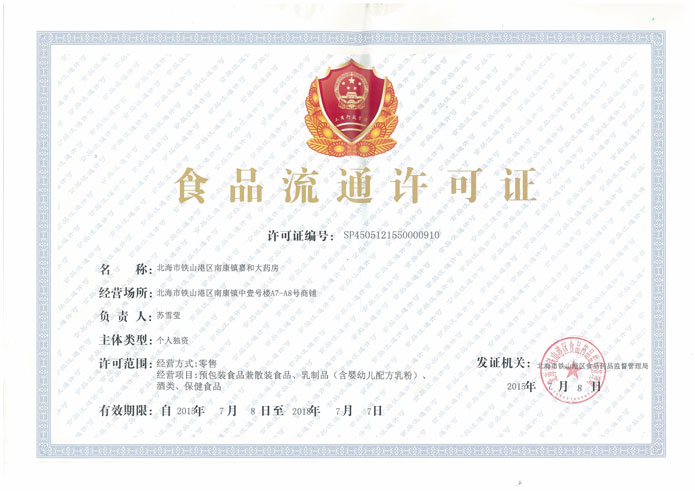 食品流通许可证
许可证编号： SP4505121550000910
名 称：北海市铁山港区南康镇嘉和大药房
经营场所：北海市铁山港区南康镇中壹号楼A7-A8号商铺
负 责 人：苏雪莹
主体类型：个人独资
许可范围：经营方式:零售
经营项目:预包装食品兼散装食品、乳制品（含婴幼儿配方乳粉）、
酒类、保健食品
发证机关：北海市铁山港区食品药品监督管理局
2015年 7月 8日
有效期限：自 2015年 7月 8日至 2018年 7月 7日